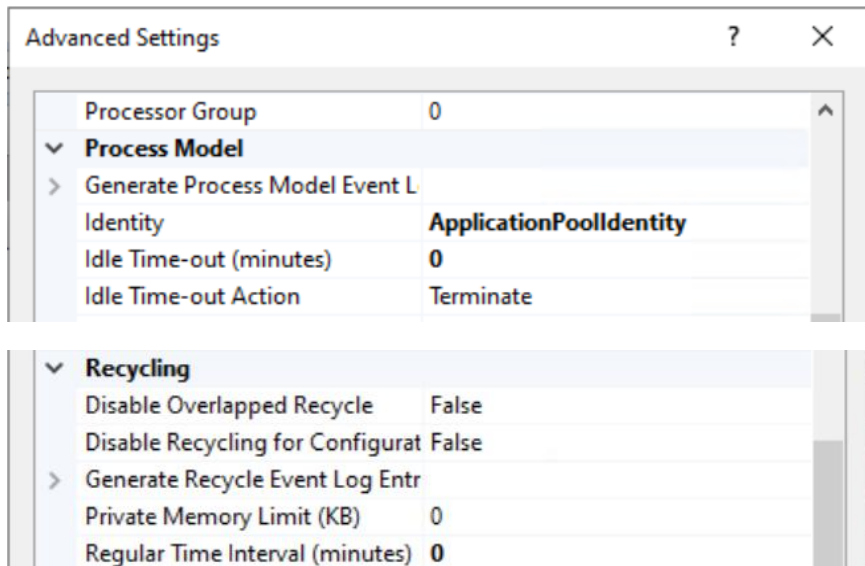 Advanced Settings ?
Processor Group 0
Process Model
Generate Process Model Event L
Identity ApplicationPoolIdentity
Idle Time-out (minutes) 0
Idle Time-out Action Terminate
Recycling
Disable Overlapped Recycle False
Disable Recycling for Configurat False
Generate Recycle Event Log Entr
Private Memory Limit (KB) 0
Regular Time Interval (minutes) 0